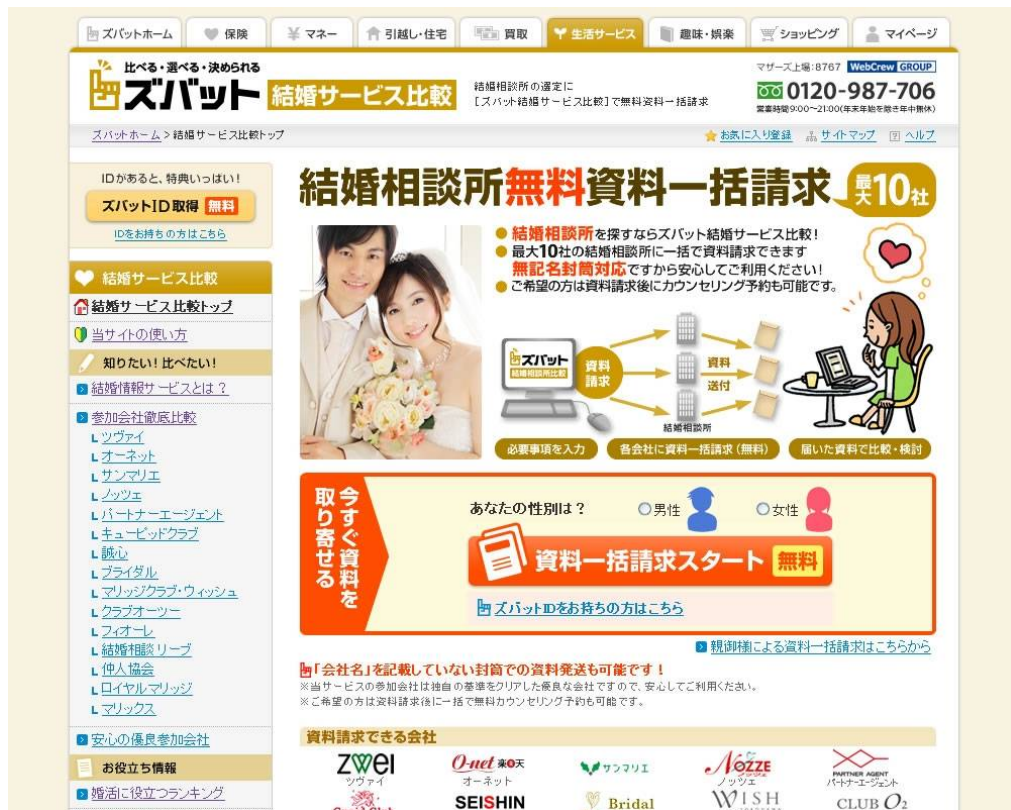 ズバットホーム
保険
マネー
引越し・住宅
買取
生活サービス
趣味・娯楽
ショッピング
マイページ
比べる・選べる・決められる
ズバット 結婚サービス比較
結婚相談所の選定に
[ズバット結婚サービス比較]で無料資料一括請求
マザーズ上場:8767 WebCrew GROUP
0120-987-706
営業時間9:00~21:00(年末年始を除き年中無休)
ズバットホーム > 結婚サービス比較トップ
お気に入り登録 サイトマップ ヘルプ
IDがあると、特典いっぱい!
ズバットID取得 無料
IDをお持ちの方はこちら
結婚サービス比較
結婚サービス比較トップ
当サイトの使い方
知りたい!比べたい!
結婚情報サービスとは?
参加会社徹底比較
ツヴァイ
オーネット
サンマリエ
ノッツェ
パートナーエージェント
キューピッドクラブ
誠心
ブライダル
マリッジクラブ・ウィッシュ
クラブオーツー
フィオーレ
結婚相談 リーブ
仲人協会
ロイヤルマリッジ
マリックス
安心の優良参加会社
お役立ち情報
婚活に役立つランキング
結婚相談所無料資料一括請求 最大10社
結婚相談所を探すならズバット結婚サービス比較!
最大10社の結婚相談所に一括で資料請求できます
無記名封筒対応ですから安心してご利用ください!
ご希望の方は資料請求後にカウンセリング予約も可能です。
ズバット
結婚相談所比較
資料
請求
資料
送付
結婚相談所
必要事項を入力
各会社に資料一括請求(無料)
届いた資料で比較・検討
今すぐ資料を
取り寄せる
あなたの性別は? 男性 女性
資料一括請求スタート 無料
ズバットIDをお持ちの方はこちら
親御様による資料一括請求はこちらから
「会社名」を記載していない封筒での資料発送も可能です!
※当サービスの参加会社は独自の基準をクリアした優良な会社ですので、安心してご利用ください。
※ご希望の方は資料請求後に一括で無料カウンセリング予約も可能です。
資料請求できる会社
zwei
ツヴァイ
O-net 楽天
オーネット
サンマリエ
Nozze
ノッツェ
PARTNER AGENT
パートナーエージェント
SEISHIN
Bridal
WISH
CLUB O2